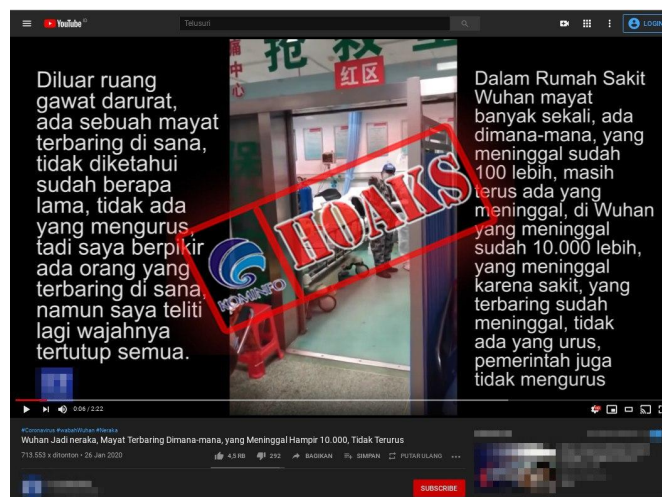 YouTube
Telusuri
LOGIN
Diluar ruang
gawat darurat,
ada sebuah mayat
terbaring di sana,
tidak diketahui
sudah berapa
lama, tidak ada
yang mengurus,
tadi saya berpikir
ada orang yang
terbaring di sana,
namun saya teliti
lagi wajahnya
tertutup semua.
痛
中
心
抢 救
红区
HOAKS
KOMINFO
Dalam Rumah Sakit
Wuhan mayat
banyak sekali, ada
dimana-mana, yang
meninggal sudah
100 lebih, masih
terus ada yang
meninggal, di Wuhan
yang meninggal
sudah 10.000 lebih,
yang meninggal
karena sakit, yang
terbaring sudah
meninggal, tidak
ada yang urus,
pemerintah juga
tidak mengurus
0:06 / 2:22
#Coronavirus #wabahWuhan #Neraka
Wuhan Jadi neraka, Mayat Terbaring Dimana-mana, yang Meninggal Hampir 10.000, Tidak Terurus
713.553 x ditonton • 26 Jan 2020
4,5 RB 292 BAGIKAN SIMPAN PUTAR ULANG
SUBSCRIBE